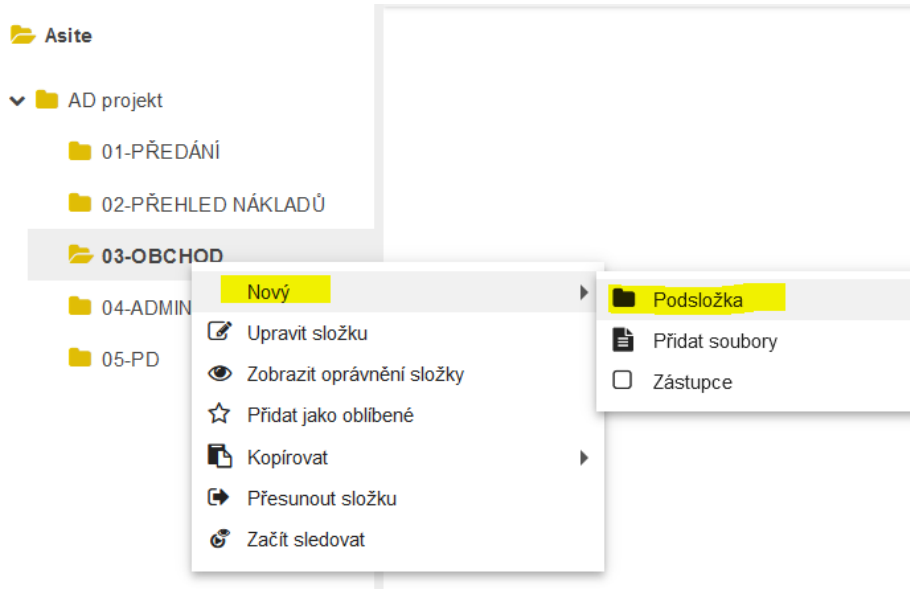 Asite
AD projekt
01-PŘEDÁNÍ
02-PŘEHLED NÁKLADŮ
03-OBCHOD
04-ADMIN
05-PD
Nový
Upravit složku
Zobrazit oprávnění složky
Přidat jako oblíbené
Kopírovat
Přesunout složku
Začít sledovat
Podsložka
Přidat soubory
Zástupce